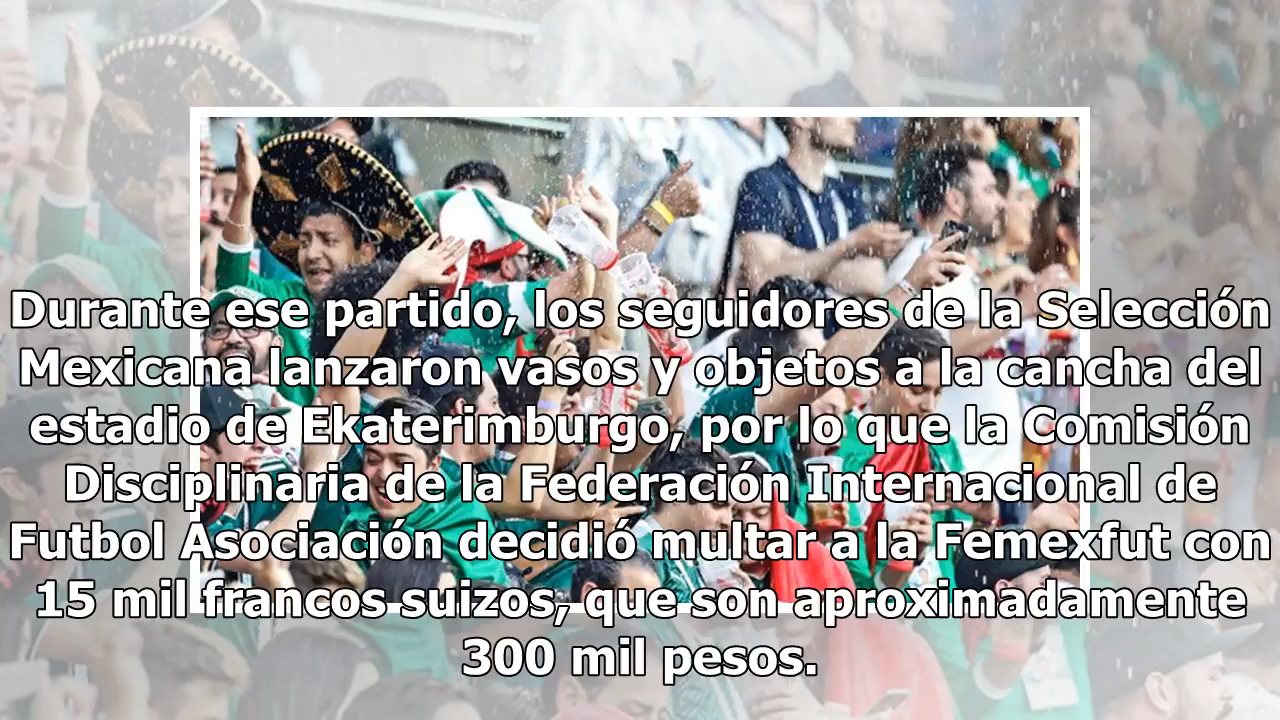 Durante ese partido, los seguidores de la Selección
Mexicana lanzaron vasos y objetos a la cancha del
estadio de Ekaterimburgo, por lo que la Comisión
Disciplinaria de la Federación Internacional de
Futbol Asociación decidió multar a la Femexfut con
15 mil francos suizos, que son aproximadamente
300 mil pesos.